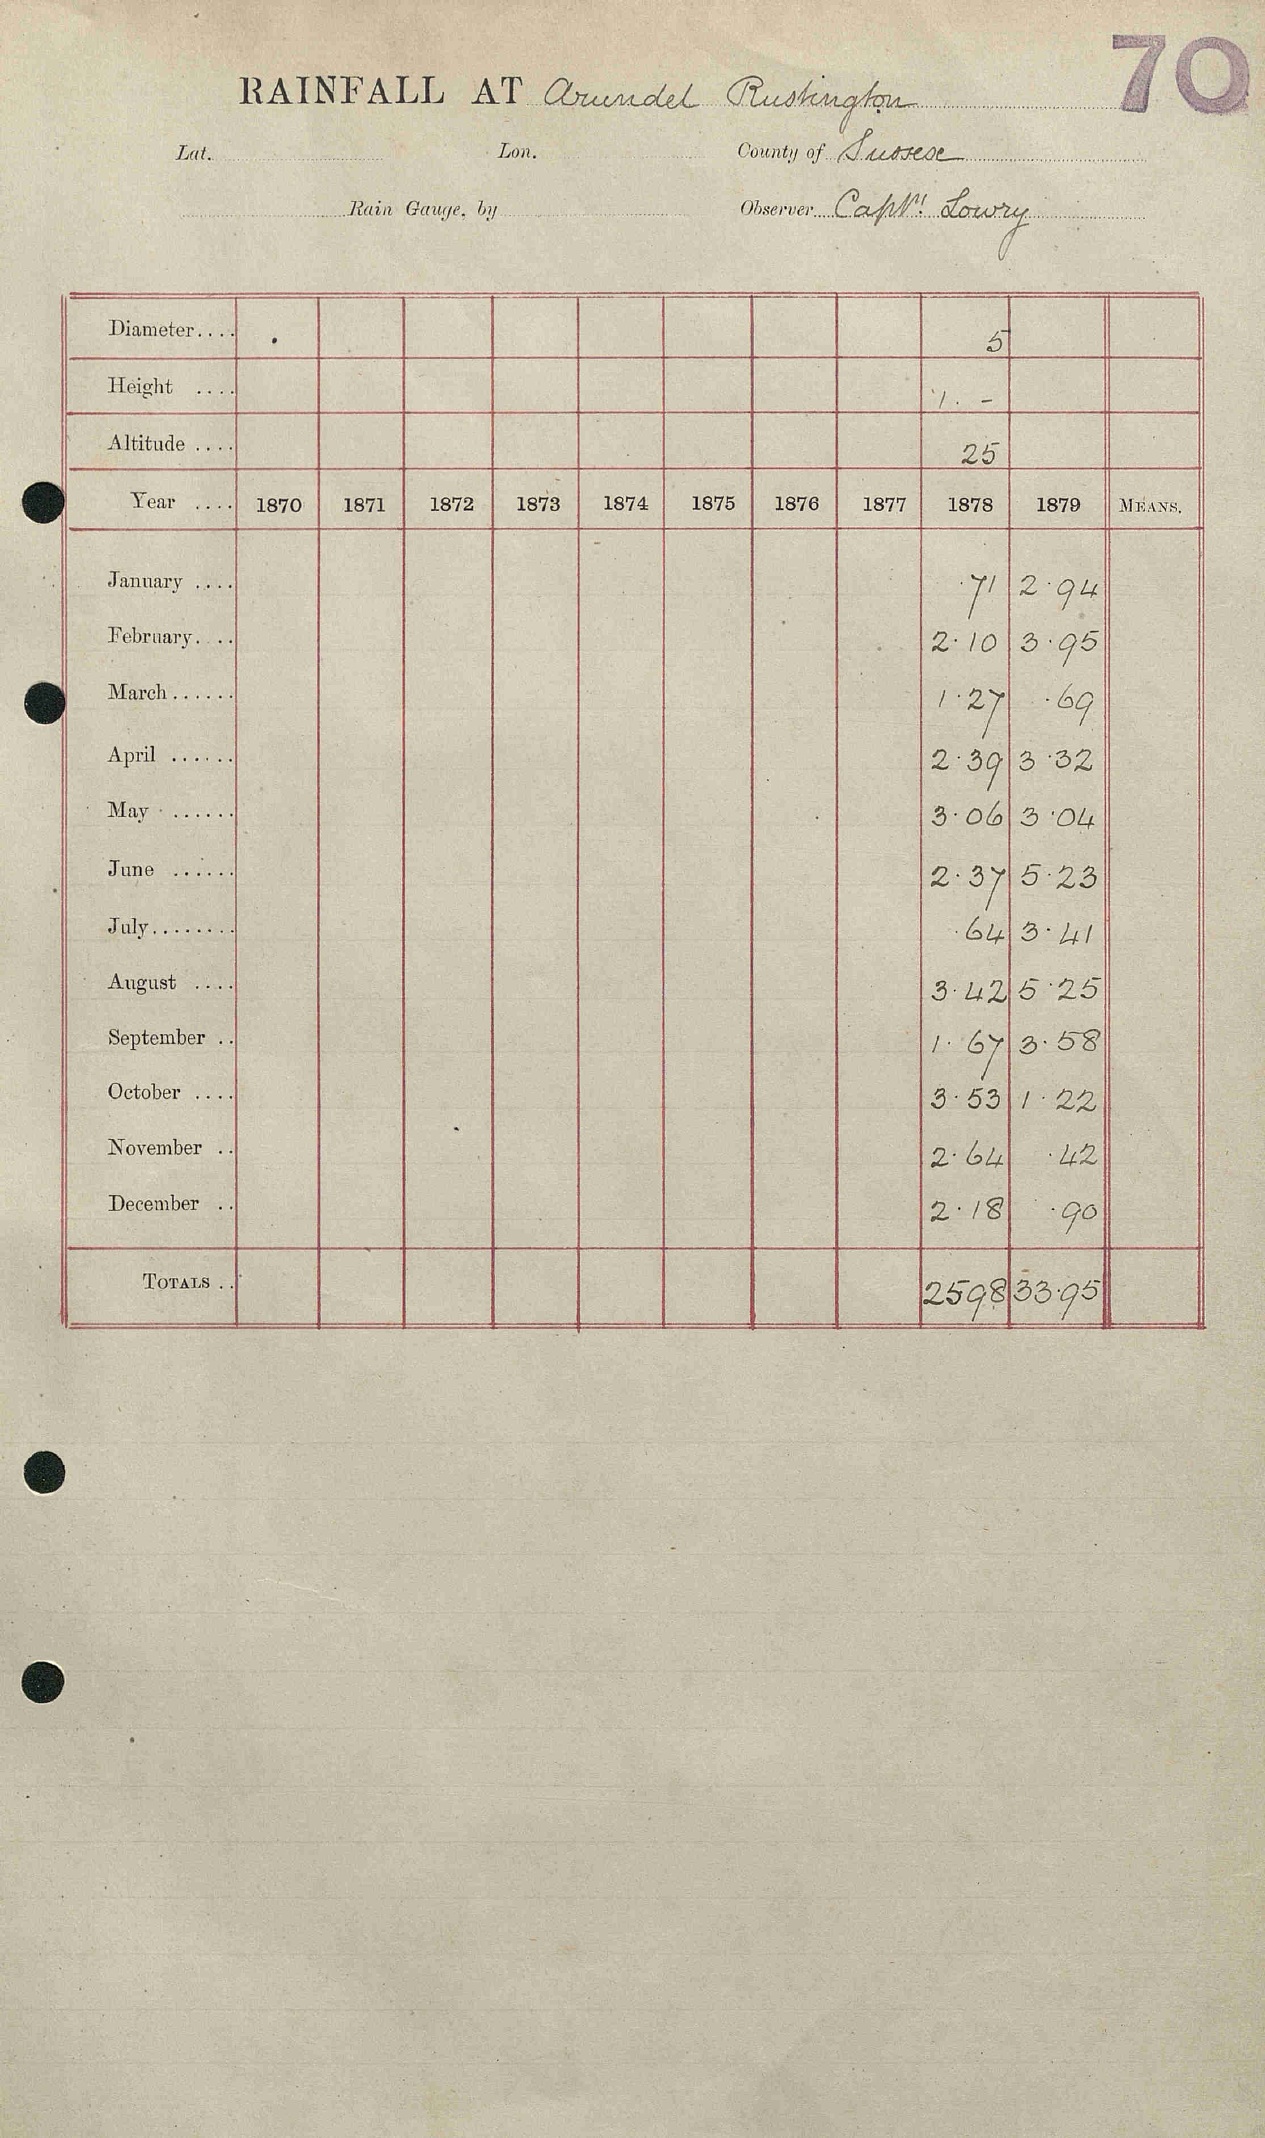 70
RAINFALL AT Arundel Rustington
Lat. Lon. County of Sussex
Rain Gauge, by Observer Captn. Lowry
Diameter.... 5
Height .... 1. -
Altitude .... 25
Year .... 1870 1871 1872 1873 1874 1875 1876 1877 1878 1879 MEANS.
January .... ·71 2·94
February.... 2·10 3·95
March...... 1·27 ·69
April ...... 2·39 3·32
May ...... 3·06 3·04
June ...... 2·37 5·23
July........ ·64 3·41
August .... 3·42 5·25
September .. 1·67 3·58
October .... 3·53 1·22
November .. 2·64 ·42
December .. 2·18 ·90
TOTALS .. 25·98 33·95